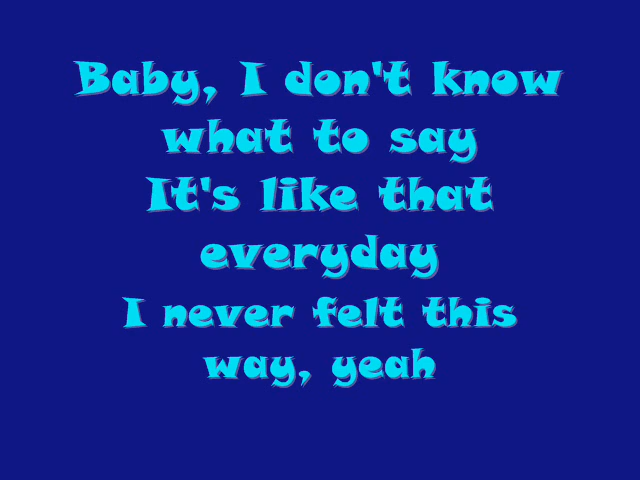 Baby, I don't know
what to say
It's like that
everyday
I never felt this
way, yeah